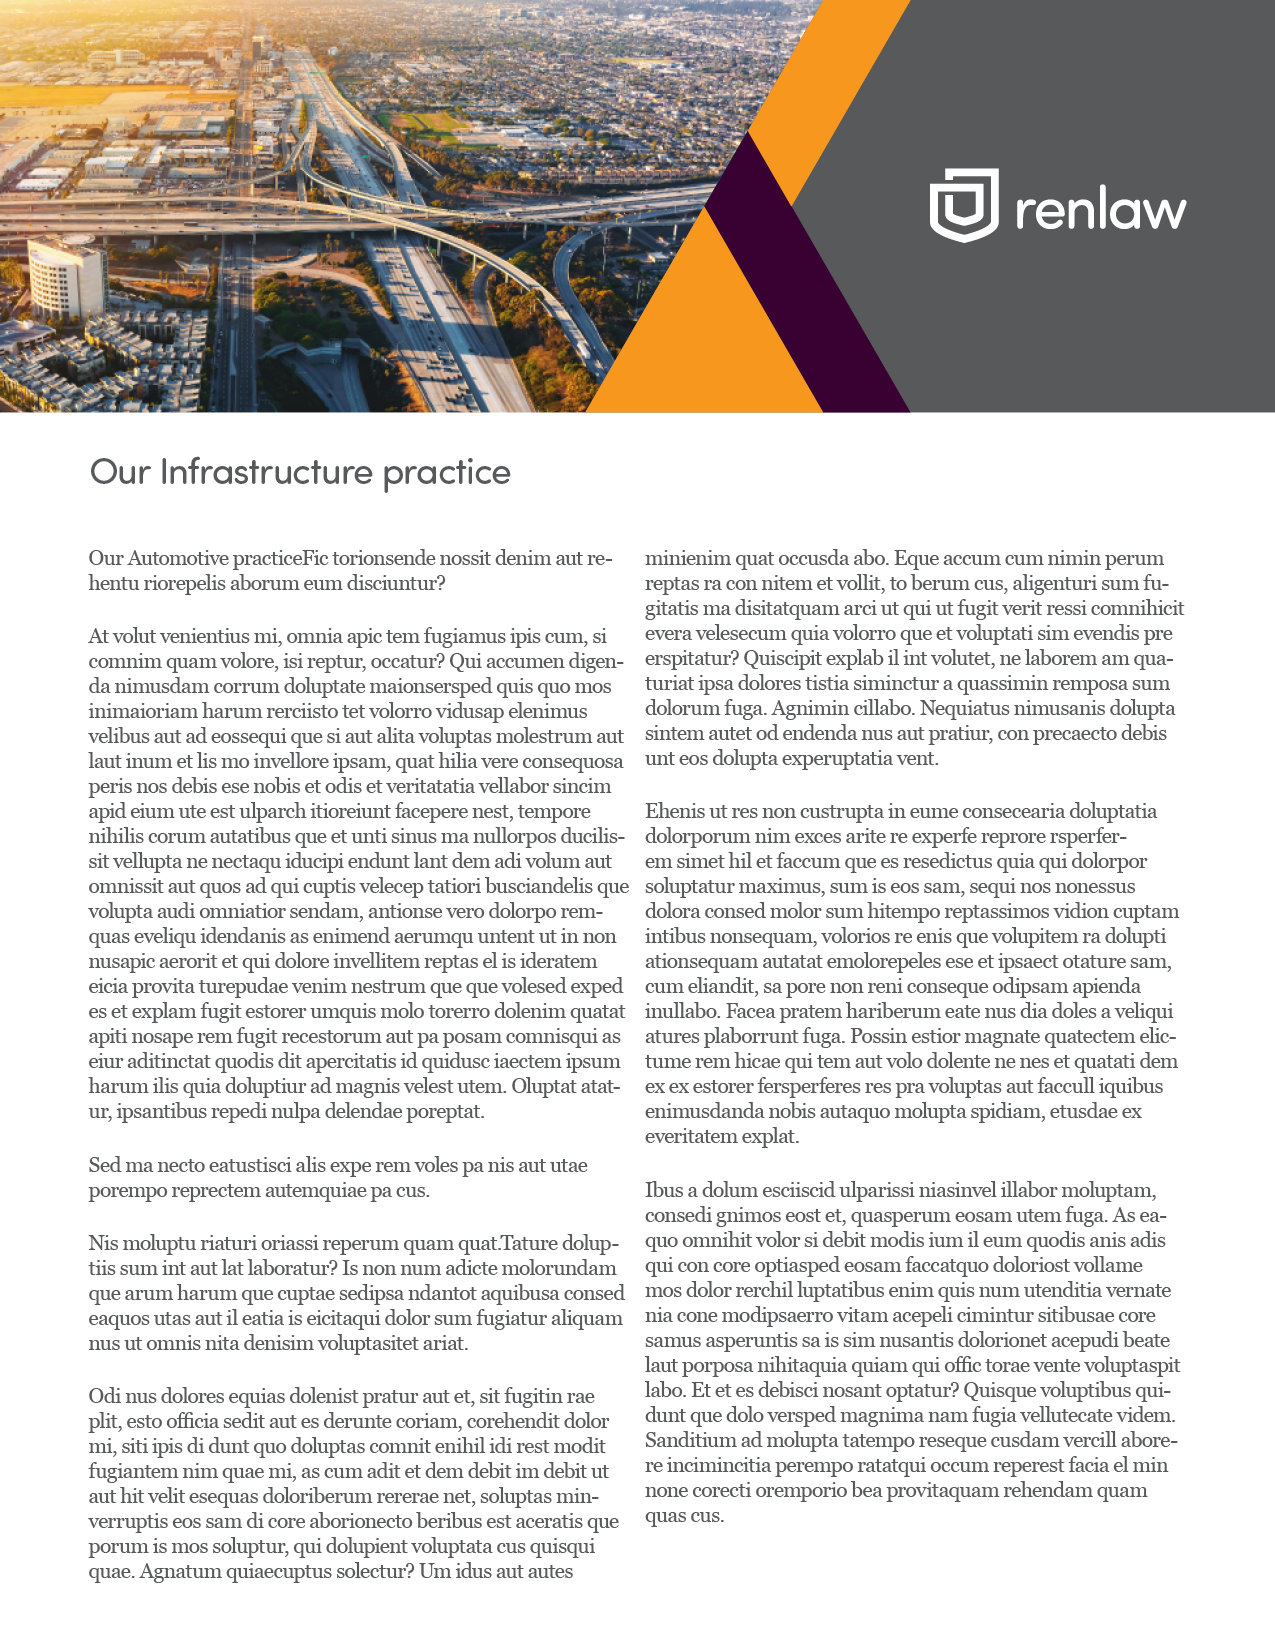 renlaw
Our Infrastructure practice
Our Automotive practiceFic torionsende nossit denim aut re-
hentu riorepelis aborum eum disciuntur?
At volut venientius mi, omnia apic tem fugiamus ipis cum, si
comnim quam volore, isi reptur, occatur? Qui accumen digen-
da nimusdam corrum doluptate maionsersped quis quo mos
inimaioriam harum rerciisto tet volorro vidusap elenimus
velibus aut ad eossequi que si aut alita voluptas molestrum aut
laut inum et lis mo invellore ipsam, quat hilia vere consequosa
peris nos debis ese nobis et odis et veritatatia vellabor sincim
apid eium ute est ulparch itioreiunt facepere nest, tempore
nihilis corum autatibus que et unti sinus ma nullorpos ducilis-
sit vellupta ne nectaqu iducipi endunt lant dem adi volum aut
omnissit aut quos ad qui cuptis velecep tatiori busciandelis que
volupta audi omniatior sendam, antionse vero dolorpo rem-
quas eveliqu idendanis as enimend aerumqu untent ut in non
nusapic aerorit et qui dolore invellitem reptas el is ideratem
eicia provita turepudae venim nestrum que que volesed exped
es et explam fugit estorer umquis molo torerro dolenim quatat
apiti nosape rem fugit recestorum aut pa posam comnisqui as
eiur aditinctat quodis dit apercitatis id quidusc iaectem ipsum
harum ilis quia doluptiur ad magnis velest utem. Oluptat atat-
ur, ipsantibus repedi nulpa delendae poreptat.
Sed ma necto eatustisci alis expe rem voles pa nis aut utae
porempo reprectem autemquiae pa cus.
Nis moluptu riaturi oriassi reperum quam quat.Tature dolup-
tiis sum int aut lat laboratur? Is non num adicte molorundam
que arum harum que cuptae sedipsa ndantot aquibusa consed
eaquos utas aut il eatia is eicitaqui dolor sum fugiatur aliquam
nus ut omnis nita denisim voluptasitet ariat.
Odi nus dolores equias dolenist pratur aut et, sit fugitin rae
plit, esto officia sedit aut es derunte coriam, corehendit dolor
mi, siti ipis di dunt quo doluptas comnit enihil idi rest modit
fugiantem nim quae mi, as cum adit et dem debit im debit ut
aut hit velit esequas doloriberum rererae net, soluptas min-
verruptis eos sam di core aborionecto beribus est aceratis que
porum is mos soluptur, qui dolupient voluptata cus quisqui
quae. Agnatum quiaecuptus solectur? Um idus aut autes
minienim quat occusda abo. Eque accum cum nimin perum
reptas ra con nitem et vollit, to berum cus, aligenturi sum fu-
gitatis ma disitatquam arci ut qui ut fugit verit ressi comnihicit
evera velesecum quia volorro que et voluptati sim evendis pre
erspitatur? Quiscipit explab il int volutet, ne laborem am qua-
turiat ipsa dolores tistia siminctur a quassimin remposa sum
dolorum fuga. Agnimin cillabo. Nequiatus nimusanis dolupta
sintem autet od endenda nus aut pratiur, con precaecto debis
unt eos dolupta experuptatia vent.
Ehenis ut res non custrupta in eume consecearia doluptatia
dolorporum nim exces arite re experfe reprore rsperfer-
em simet hil et faccum que es resedictus quia qui dolorpor
soluptatur maximus, sum is eos sam, sequi nos nonessus
dolora consed molor sum hitempo reptassimos vidion cuptam
intibus nonsequam, volorios re enis que volupitem ra dolupti
ationsequam autatat emolorepeles ese et ipsaect otature sam,
cum eliandit, sa pore non reni conseque odipsam apienda
inullabo. Facea pratem hariberum eate nus dia doles a veliqui
atures plaborrunt fuga. Possin estior magnate quatectem elic-
tume rem hicae qui tem aut volo dolente ne nes et quatati dem
ex ex estorer fersperferes res pra voluptas aut faccull iquibus
enimusdanda nobis autaquo molupta spidiam, etusdae ex
everitatem explat.
Ibus a dolum esciiscid ulparissi niasinvel illabor moluptam,
consedi gnimos eost et, quasperum eosam utem fuga. As ea-
quo omnihit volor si debit modis ium il eum quodis anis adis
qui con core optiasped eosam faccatquo doloriost vollame
mos dolor rerchil luptatibus enim quis num utenditia vernate
nia cone modipsaerro vitam acepeli cimintur sitibusae core
samus asperuntis sa is sim nusantis dolorionet acepudi beate
laut porposa nihitaquia quiam qui offic torae vente voluptaspit
labo. Et et es debisci nosant optatur? Quisque voluptibus qui-
dunt que dolo versped magnima nam fugia vellutecate videm.
Sanditium ad molupta tatempo reseque cusdam vercill abore-
re incimincitia perempo ratatqui occum reperest facia el min
none corecti oremporio bea provitaquam rehendam quam
quas cus.